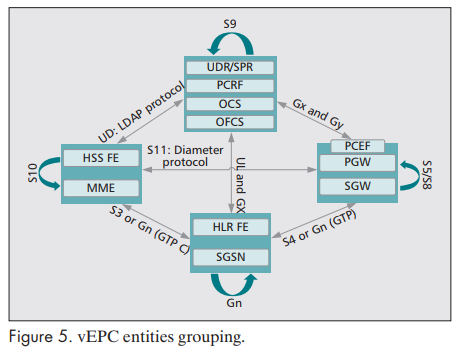 S9
UDR/SPR
PCRF
OCS
OFCS
UD: LDAP protocol
Gx and Gy
S11: Diameter
protocol
UI and GX
HSS FE
MME
S10
PCEF
PGW
SGW
S5/S8
S3 or Gn (GTP C)
S4 or Gn (GTP)
HLR FE
SGSN
Gn
Figure 5. vEPC entities grouping.